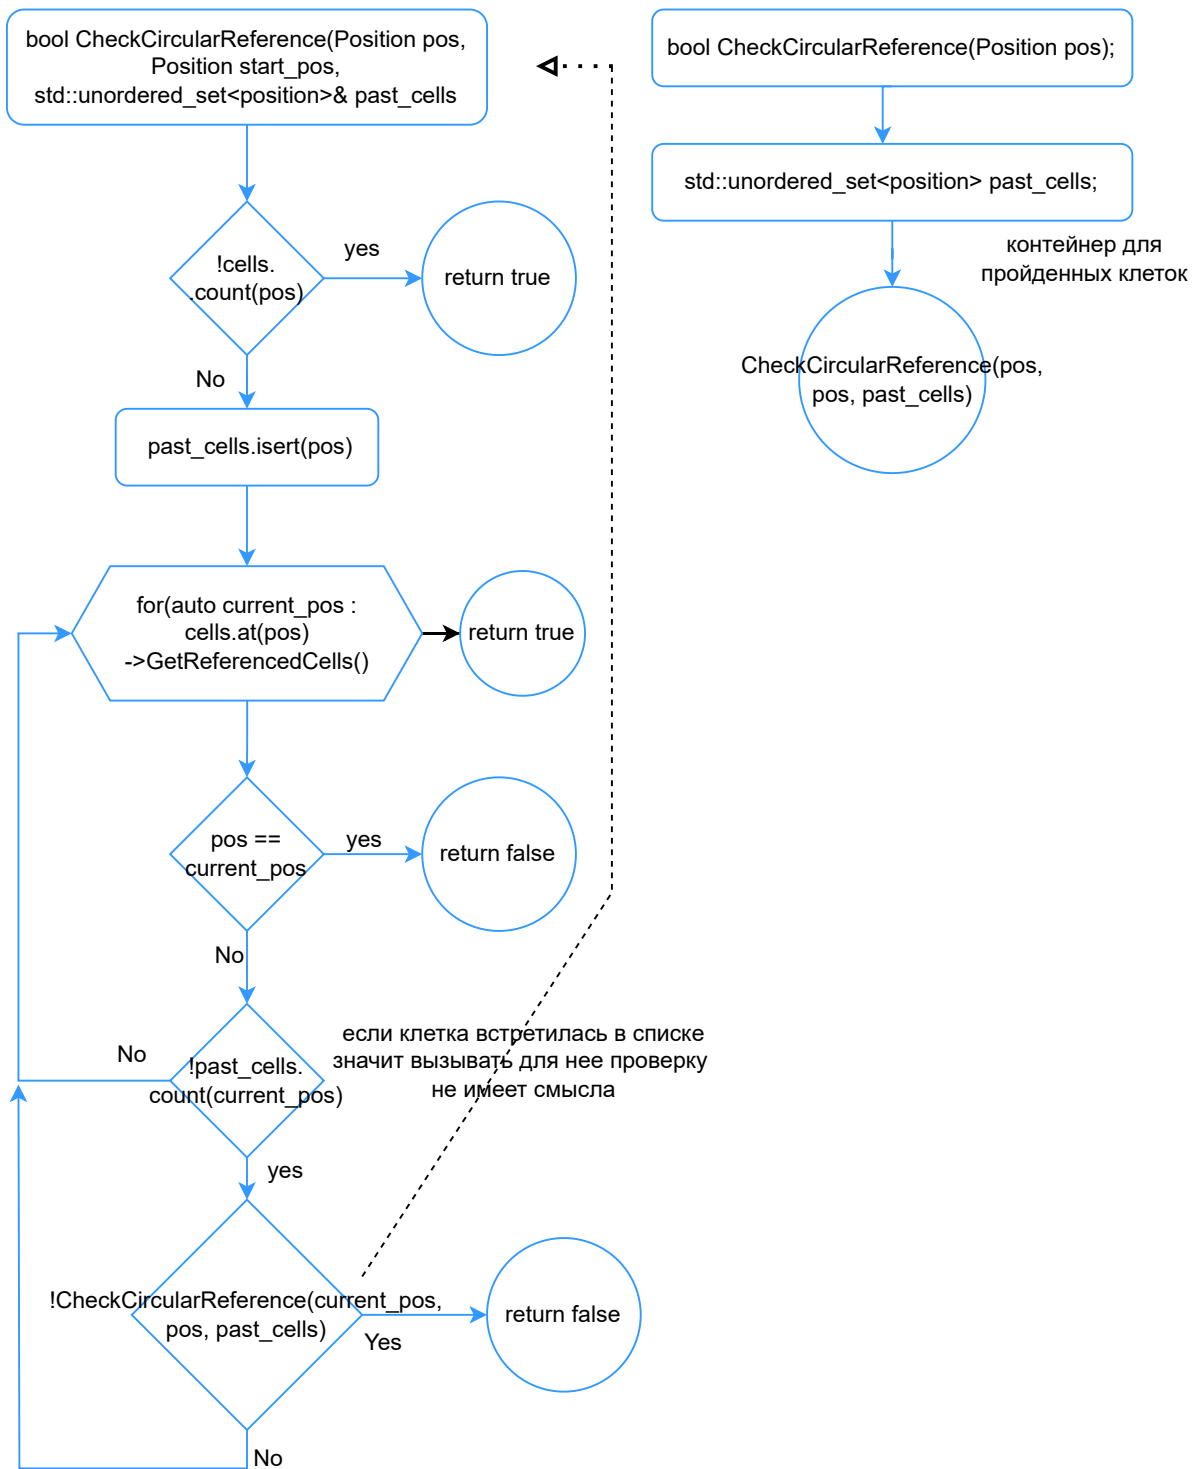 bool CheckCircularReference(Position pos,
Position start_pos,
std::unordered_set<position>& past_cells
!cells.
.count(pos)
yes
return true
No
past_cells.isert(pos)
for(auto current_pos :
cells.at(pos)
->GetReferencedCells()
return true
pos ==
current_pos
yes
return false
No
!past_cells.
count(current_pos)
No
yes
если клетка встретилась в списке
значит вызывать для нее проверку
не имеет смысла
!CheckCircularReference(current_pos,
pos, past_cells)
Yes
return false
No
bool CheckCircularReference(Position pos);
std::unordered_set<position> past_cells;
контейнер для
пройденных клеток
CheckCircularReference(pos,
pos, past_cells)